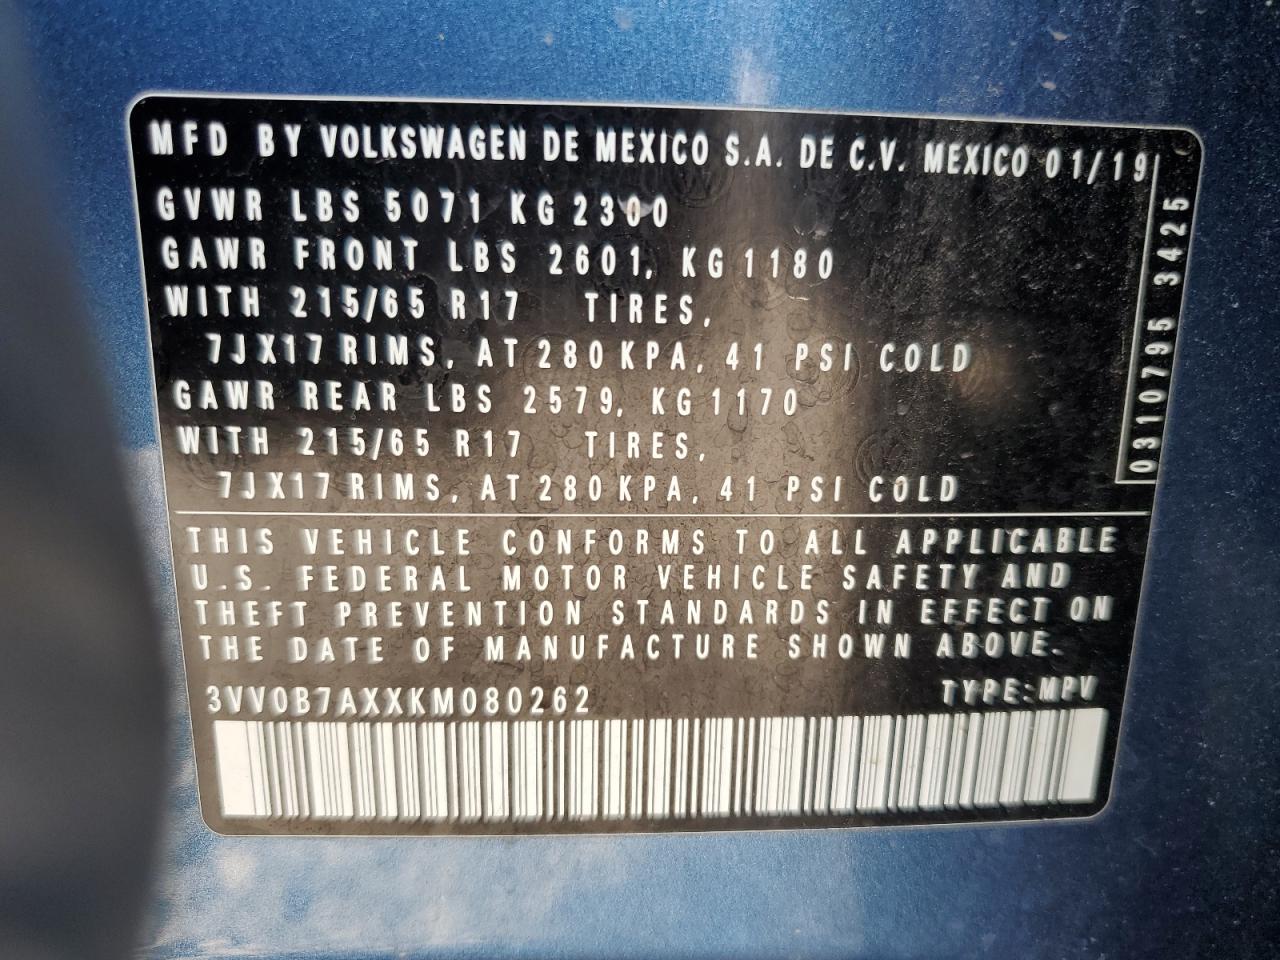 MFD BY VOLKSWAGEN DE MEXICO S.A. DE C.V. MEXICO 01/19
GVWR LBS 5071 KG 2300
GAWR FRONT LBS 2601, KG 1180
WITH 215/65 R17 TIRES,
7JX17 RIMS, AT 280 KPA, 41 PSI COLD
GAWR REAR LBS 2579, KG 1170
WITH 215/65 R17 TIRES,
7JX17 RIMS, AT 280 KPA, 41 PSI COLD
0310795 3425
THIS VEHICLE CONFORMS TO ALL APPLICABLE
U.S. FEDERAL MOTOR VEHICLE SAFETY AND
THEFT PREVENTION STANDARDS IN EFFECT ON
THE DATE OF MANUFACTURE SHOWN ABOVE.
3VV0B7AXXKM080262 TYPE:MPV